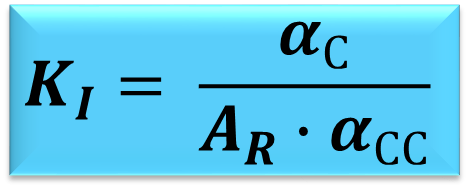 K_I = α_C / (A_R · α_CC)